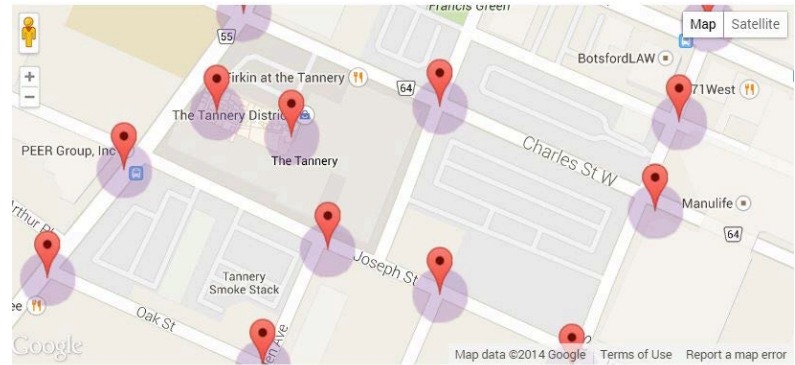 Francis Green
Map Satellite
55
BotsfordLAW
Firkin at the Tannery
64
71West
The Tannery District
Charles St W
PEER Group, Inc
The Tannery
Manulife
64
Joseph St
Tannery
Smoke Stack
Oak St
Google
Map data ©2014 Google Terms of Use Report a map error